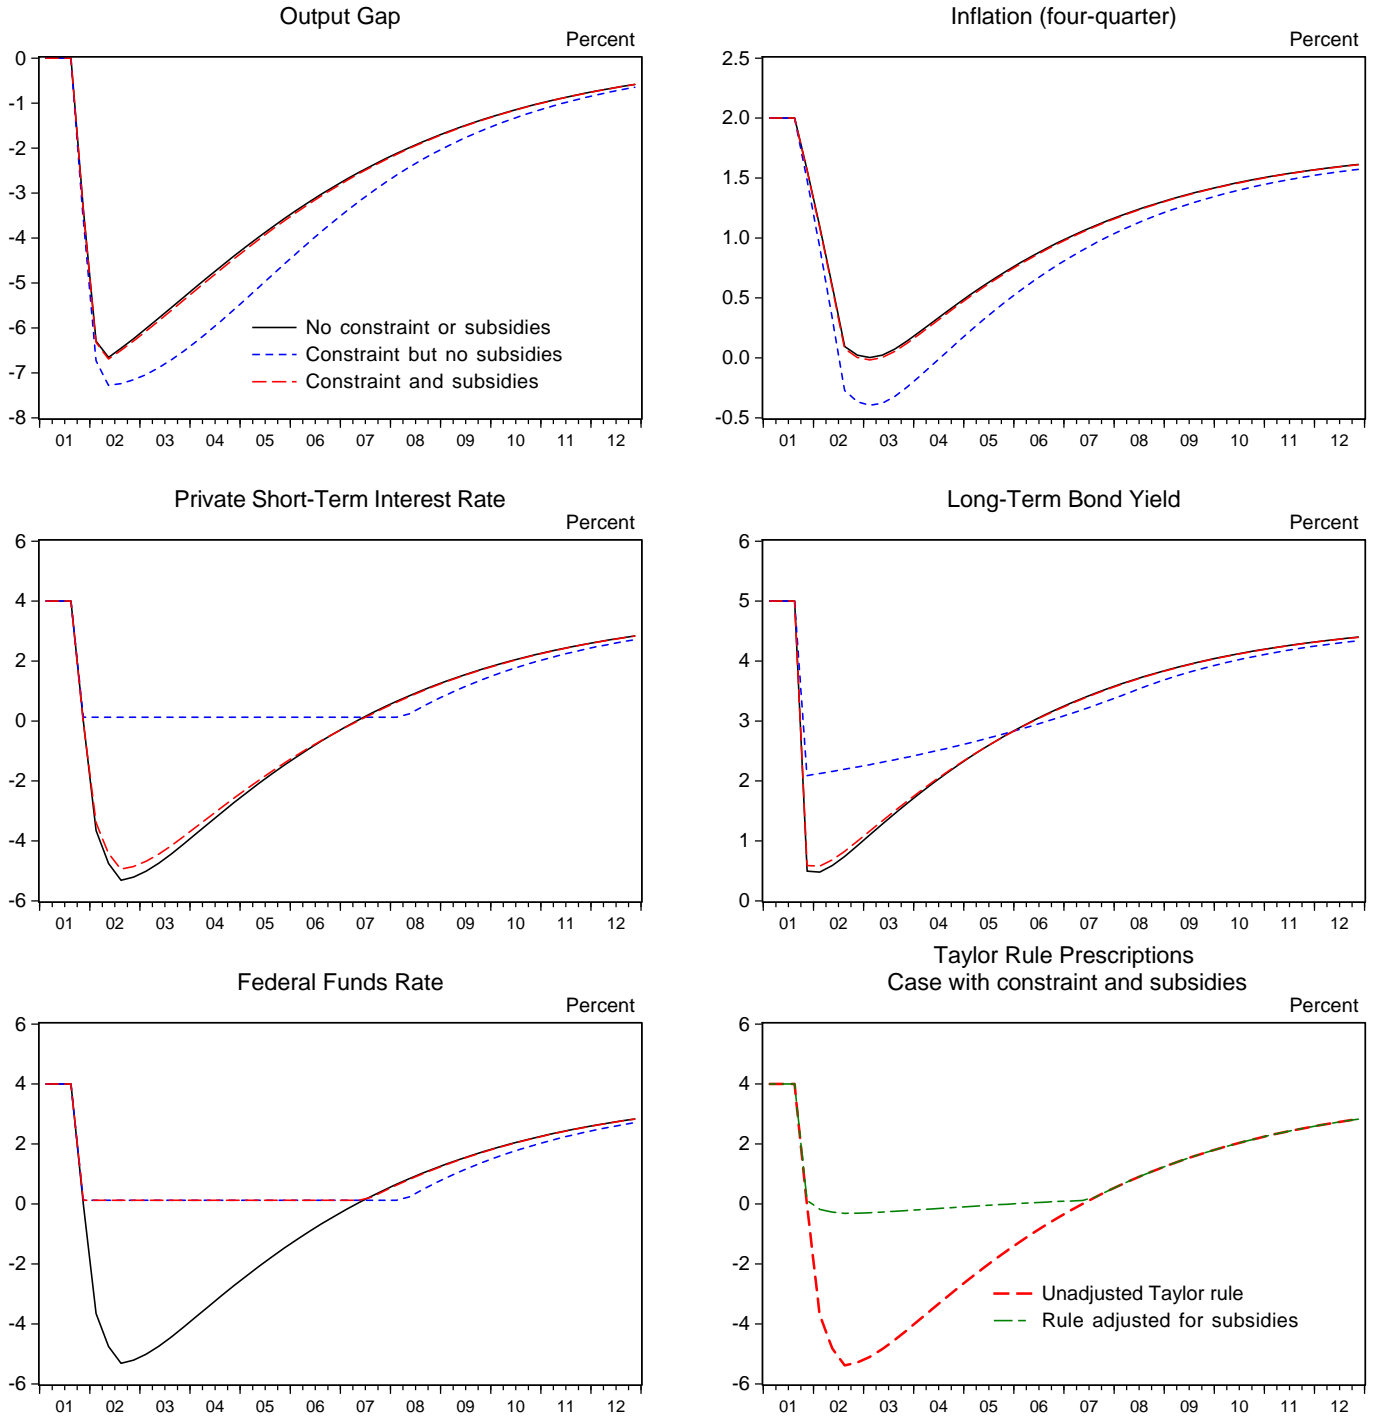 Output Gap
Percent
0
-1
-2
-3
-4
-5
-6
-7
-8
No constraint or subsidies
Constraint but no subsidies
Constraint and subsidies
01 02 03 04 05 06 07 08 09 10 11 12
Inflation (four-quarter)
Percent
2.5
2.0
1.5
1.0
0.5
0.0
-0.5
01 02 03 04 05 06 07 08 09 10 11 12
Private Short-Term Interest Rate
Percent
6
4
2
0
-2
-4
-6
01 02 03 04 05 06 07 08 09 10 11 12
Long-Term Bond Yield
Percent
6
5
4
3
2
1
0
01 02 03 04 05 06 07 08 09 10 11 12
Federal Funds Rate
Percent
6
4
2
0
-2
-4
-6
01 02 03 04 05 06 07 08 09 10 11 12
Taylor Rule Prescriptions
Case with constraint and subsidies
Percent
6
4
2
0
-2
-4
-6
Unadjusted Taylor rule
Rule adjusted for subsidies
01 02 03 04 05 06 07 08 09 10 11 12